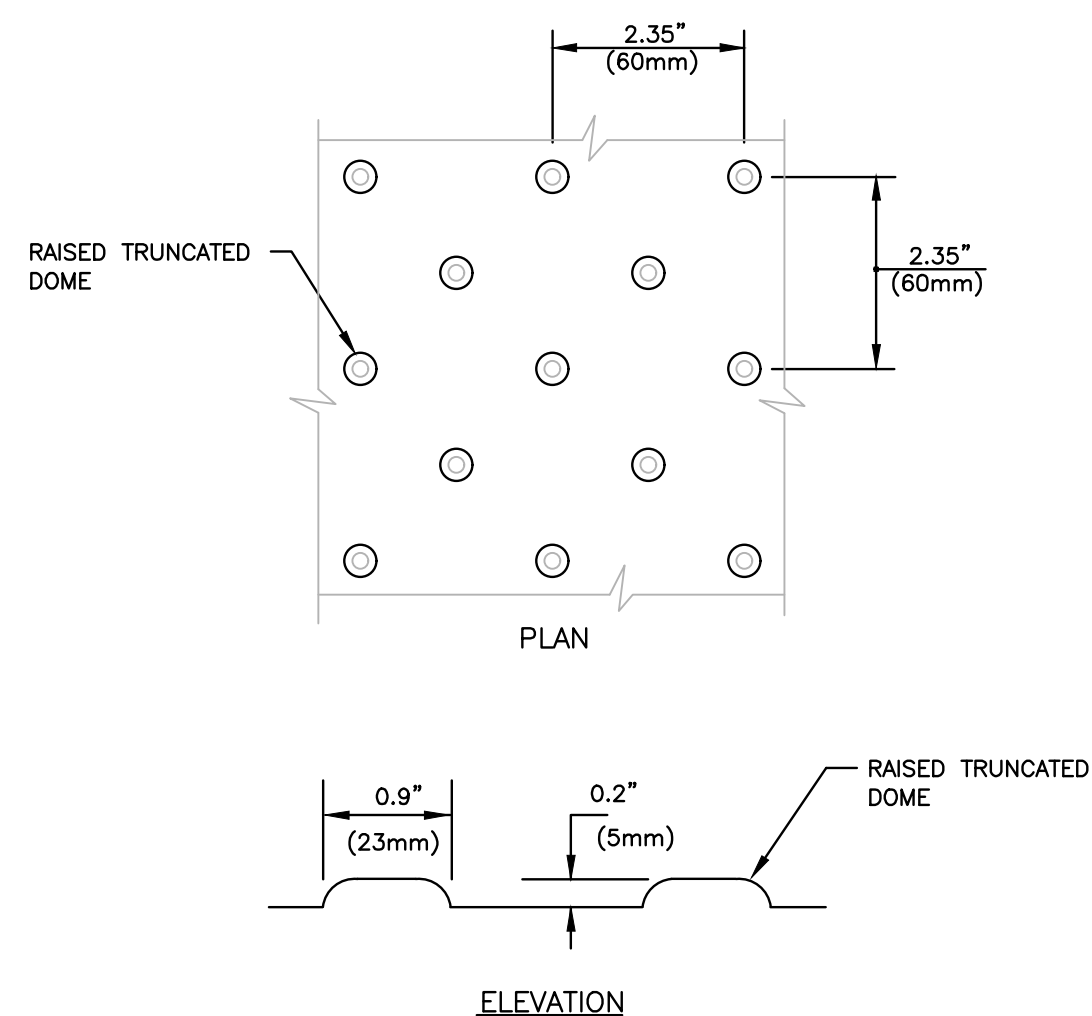 2.35"
(60mm)
RAISED TRUNCATED
DOME
2.35"
(60mm)
PLAN
RAISED TRUNCATED
DOME
0.9"
(23mm)
0.2"
(5mm)
ELEVATION